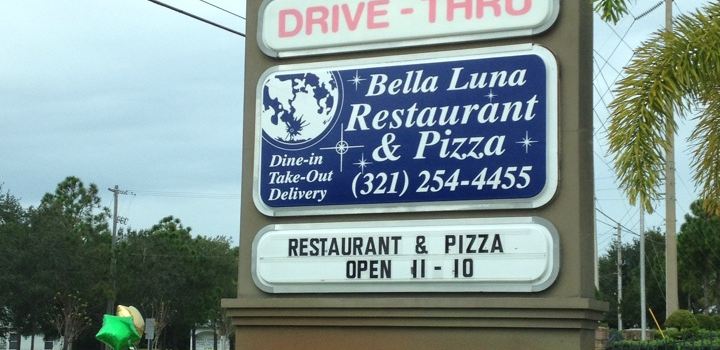 DRIVE - THRU
Bella Luna
Restaurant
& Pizza
Dine-in
Take-Out
Delivery
(321) 254-4455
RESTAURANT & PIZZA
OPEN 11 - 10